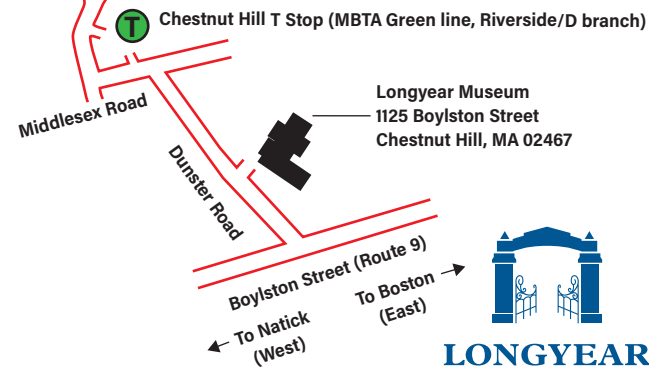 T
Chestnut Hill T Stop (MBTA Green line, Riverside/D branch)
Middlesex Road
Longyear Museum
1125 Boylston Street
Chestnut Hill, MA 02467
Dunster Road
Boylston Street (Route 9)
To Boston
(East)
To Natick
(West)
LONGYEAR